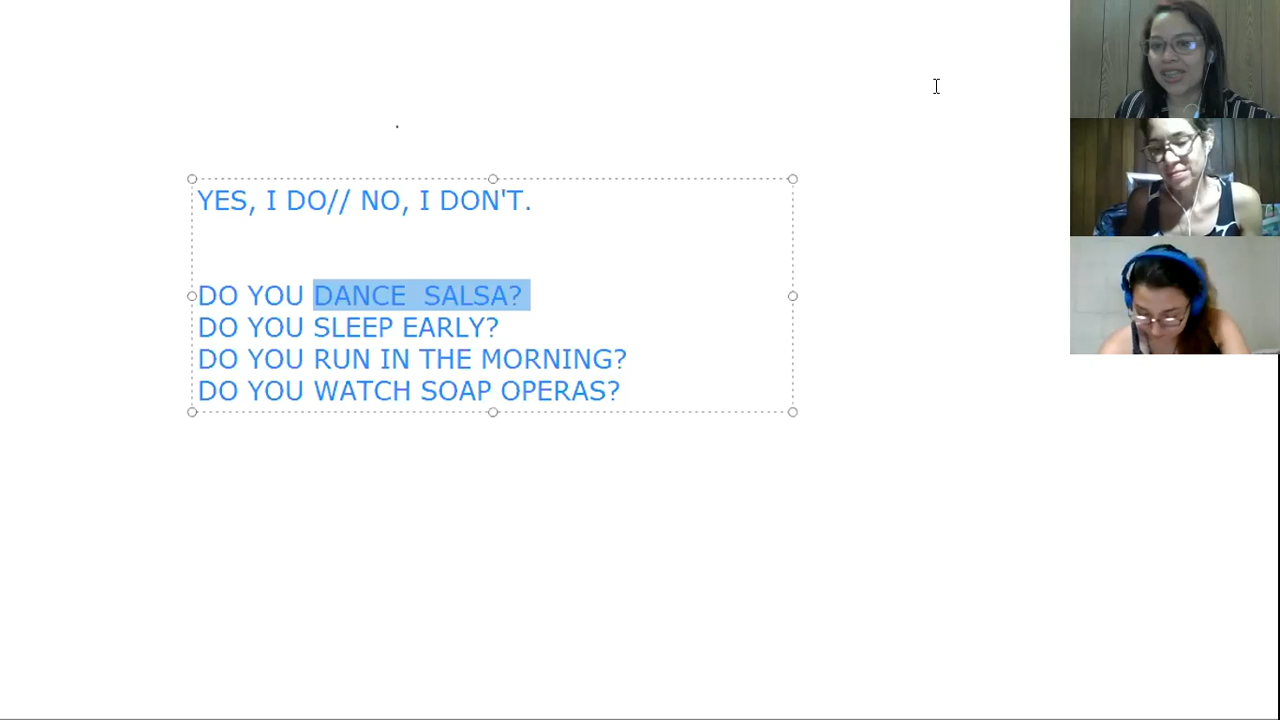 YES, I DO// NO, I DON'T.
DO YOU DANCE  SALSA?
DO YOU SLEEP EARLY?
DO YOU RUN IN THE MORNING?
DO YOU WATCH SOAP OPERAS?